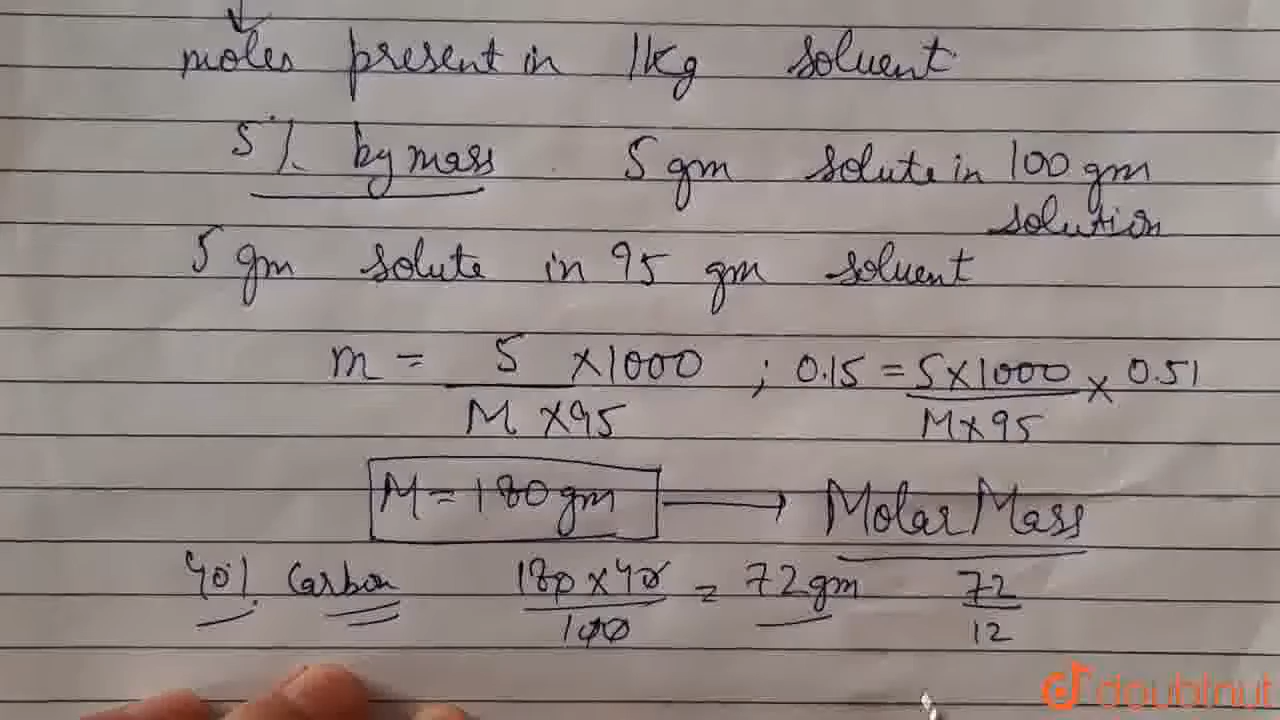 ↓
moles present in 1kg solvent
5% by mass 5 gm solute in 100 gm
solution
5 gm solute in 95 gm solvent
m = 5 × 1000 / M × 95 ; 0.15 = 5 × 1000 / M × 95 × 0.51
M = 180 gm → Molar Mass
40% Carbon 180 × 40 / 100 = 72 gm 72 / 12
doubtnut